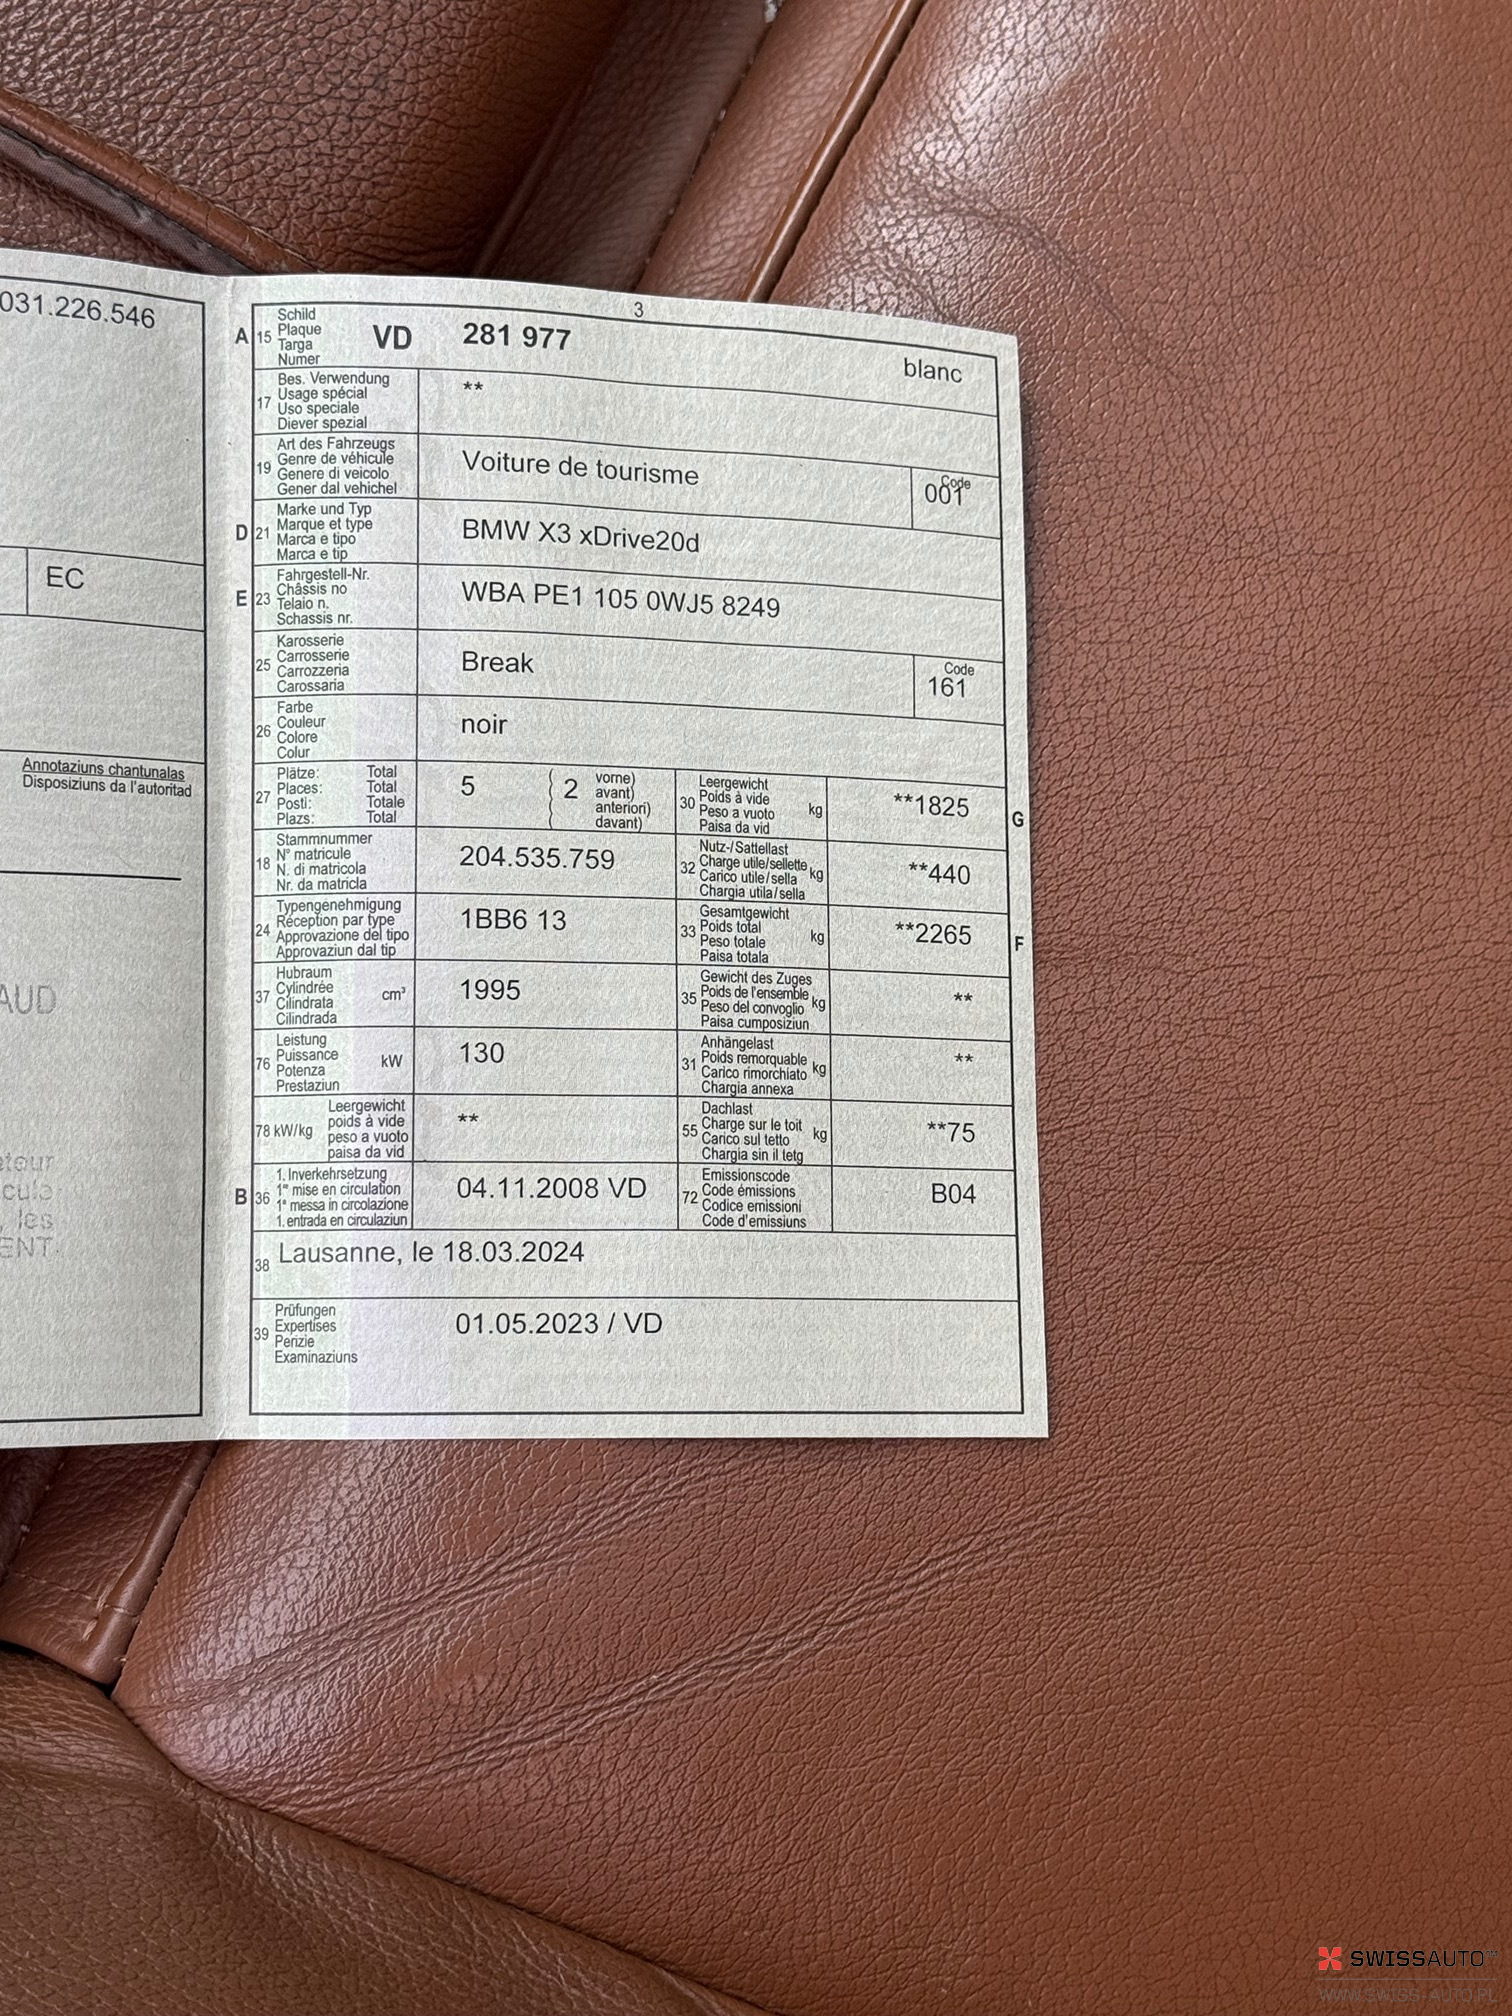 031.226.546
EC
Annotaziuns chantunalas
Disposiziuns da l'autoritad
AUD
ateur
cule
, les
ENT.
3
A 15 Schild
Plaque
Targa
Numer
VD 281 977 blanc
17 Bes. Verwendung
Usage spécial
Uso speciale
Diever spezial
**
19 Art des Fahrzeugs
Genre de véhicule
Genere di veicolo
Gener dal vehichel
Voiture de tourisme
Code
001
D 21 Marke und Typ
Marque et type
Marca e tipo
Marca e tip
BMW X3 xDrive20d
E 23 Fahrgestell-Nr.
Châssis no
Telaio n.
Schassis nr.
WBA PE1 105 0WJ5 8249
25 Karosserie
Carrosserie
Carrozzeria
Carossaria
Break
Code
161
26 Farbe
Couleur
Colore
Colur
noir
27 Plätze: Total
Places: Total
Posti: Totale
Plazs: Total
5 ( 2 vorne)
avant)
anteriori)
davant)
30 Leergewicht
Poids à vide
Peso a vuoto
Paisa da vid
kg
**1825
G
18 Stammnummer
N° matricule
N. di matricola
Nr. da matricla
204.535.759
32 Nutz-/Sattellast
Charge utile/sellette
Carico utile/sella
Chargia utila/sella
kg
**440
24 Typengenehmigung
Réception par type
Approvazione del tipo
Approvaziun dal tip
1BB6 13
33 Gesamtgewicht
Poids total
Peso totale
Paisa totala
kg
**2265
F
37 Hubraum
Cylindrée
Cilindrata
Cilindrada
cm³
1995
35 Gewicht des Zuges
Poids de l'ensemble
Peso del convoglio
Paisa cumposiziun
kg
**
76 Leistung
Puissance
Potenza
Prestaziun
kW
130
31 Anhängelast
Poids remorquable
Carico rimorchiato
Chargia annexa
kg
**
78 kW/kg Leergewicht
poids à vide
peso a vuoto
paisa da vid
**
55 Dachlast
Charge sur le toit
Carico sul tetto
Chargia sin il tetg
kg
**75
B 36 1. Inverkehrsetzung
1re mise en circulation
1a messa in circolazione
1. entrada en circulaziun
04.11.2008 VD
72 Emissionscode
Code émissions
Codice emissioni
Code d'emissiuns
B04
38 Lausanne, le 18.03.2024
39 Prüfungen
Expertises
Perizie
Examinaziuns
01.05.2023 / VD
SWISSAUTO™
WWW.SWISS-AUTO.PL